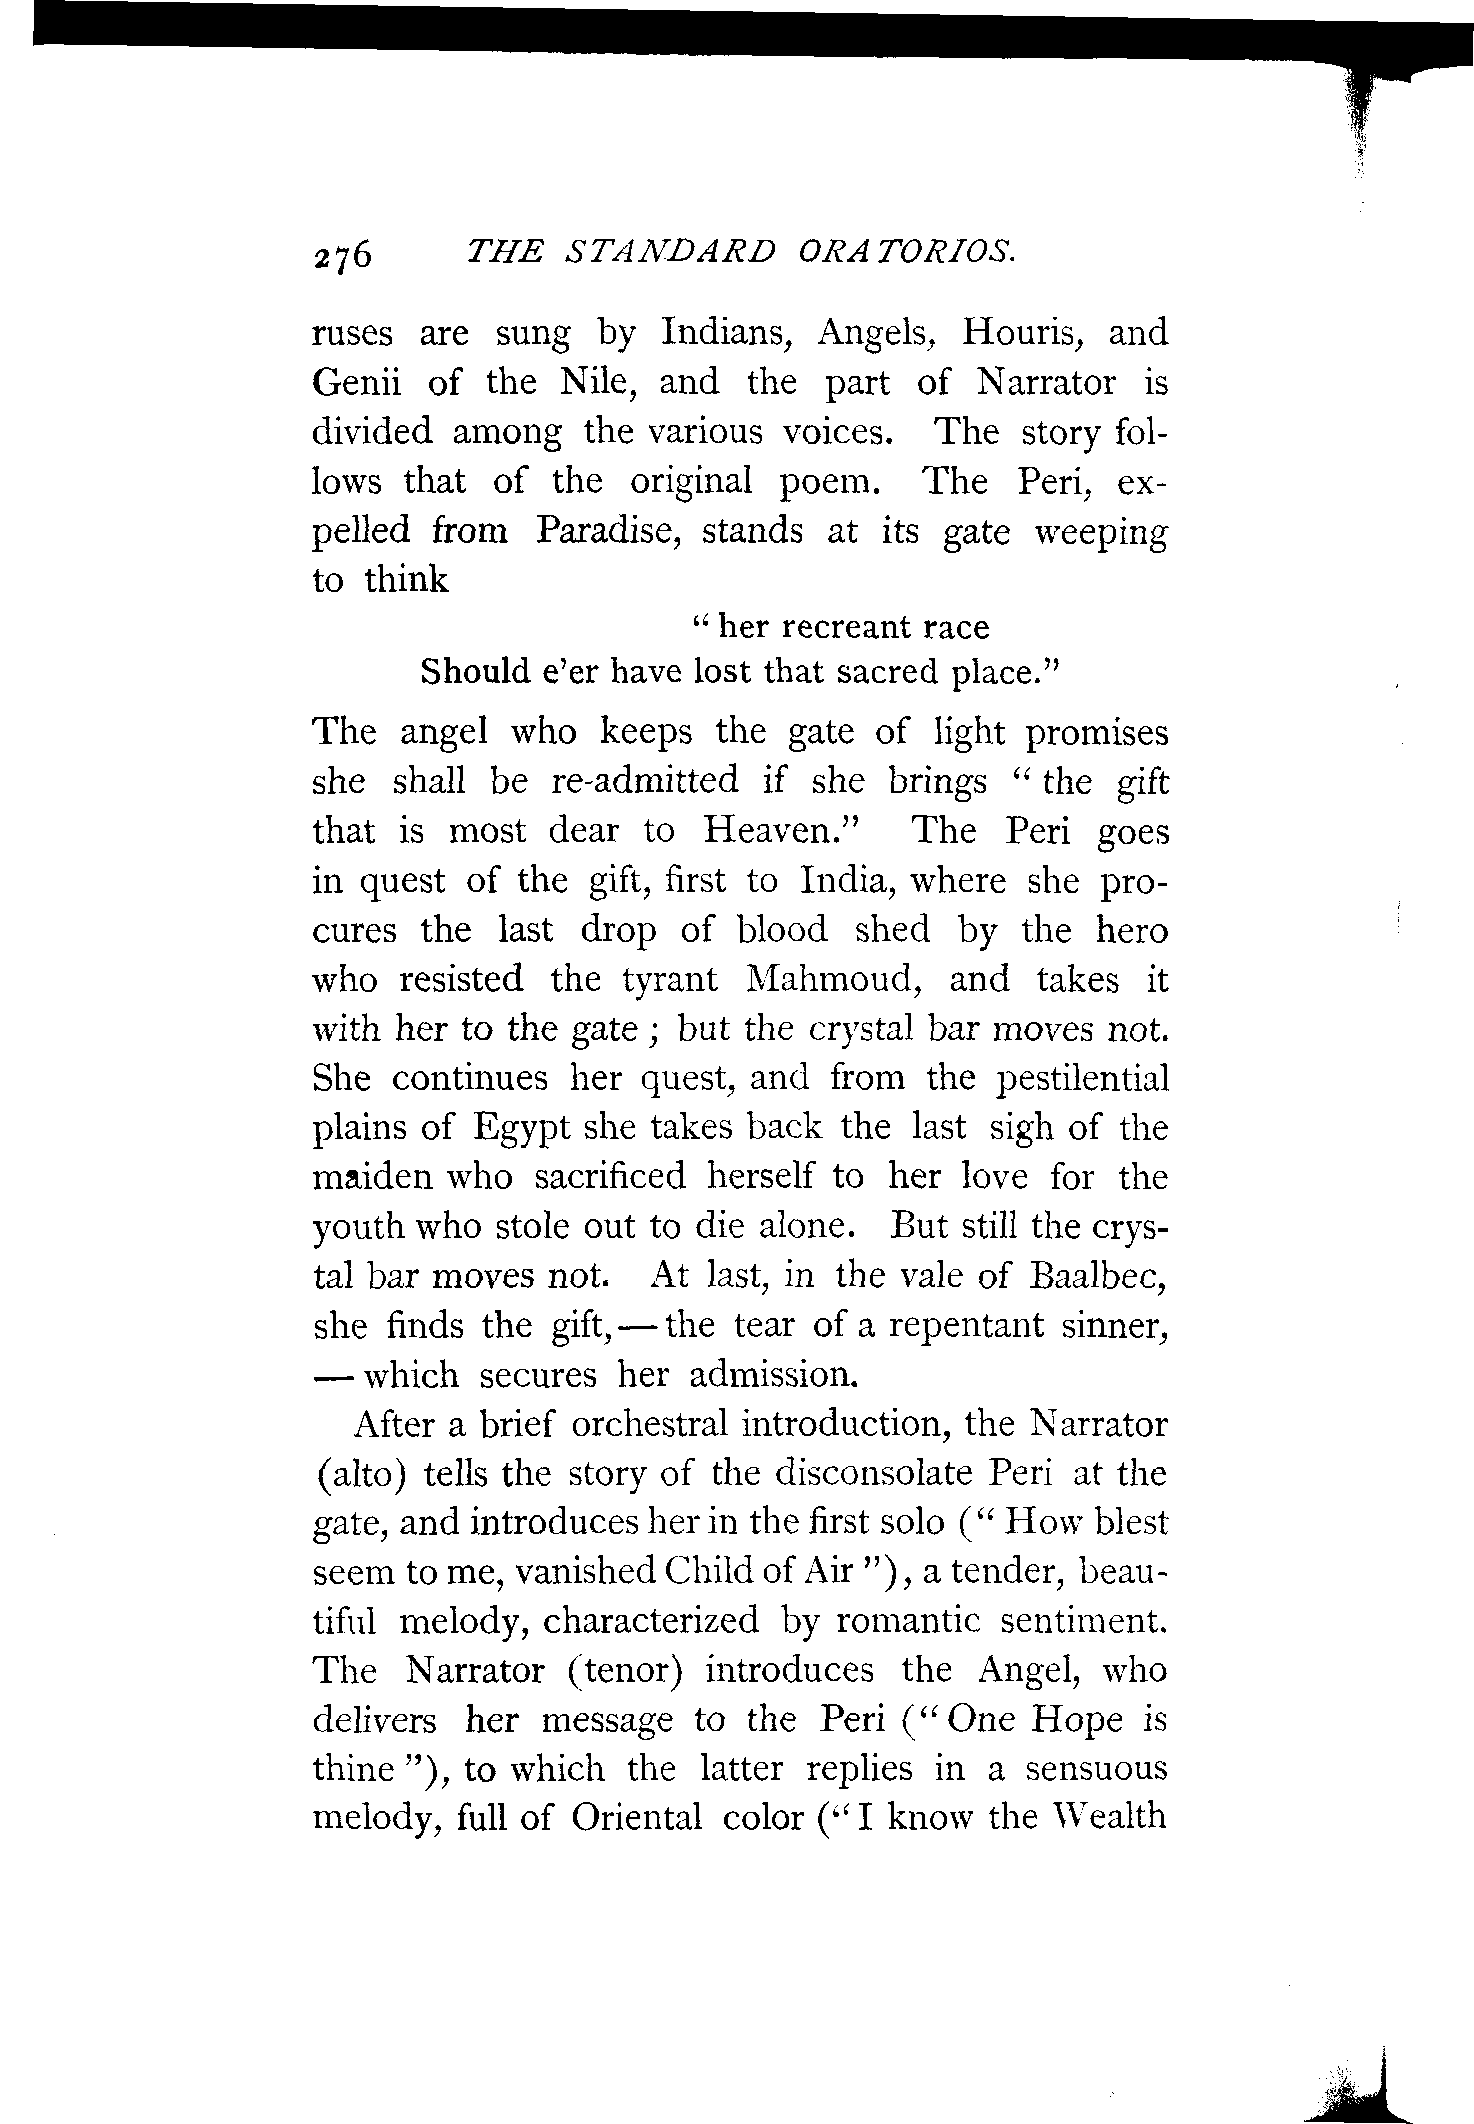 276 THE STANDARD ORATORIOS.
ruses are sung by Indians, Angels, Houris, and
Genii of the Nile, and the part of Narrator is
divided among the various voices. The story fol-
lows that of the original poem. The Peri, ex-
pelled from Paradise, stands at its gate weeping
to think
“ her recreant race
Should e’er have lost that sacred place.”
The angel who keeps the gate of light promises
she shall be re-admitted if she brings “ the gift
that is most dear to Heaven.” The Peri goes
in quest of the gift, first to India, where she pro-
cures the last drop of blood shed by the hero
who resisted the tyrant Mahmoud, and takes it
with her to the gate ; but the crystal bar moves not.
She continues her quest, and from the pestilential
plains of Egypt she takes back the last sigh of the
maiden who sacrificed herself to her love for the
youth who stole out to die alone. But still the crys-
tal bar moves not. At last, in the vale of Baalbec,
she finds the gift,— the tear of a repentant sinner,
— which secures her admission.
After a brief orchestral introduction, the Narrator
(alto) tells the story of the disconsolate Peri at the
gate, and introduces her in the first solo (“ How blest
seem to me, vanished Child of Air ”), a tender, beau-
tiful melody, characterized by romantic sentiment.
The Narrator (tenor) introduces the Angel, who
delivers her message to the Peri (“ One Hope is
thine ”), to which the latter replies in a sensuous
melody, full of Oriental color (“ I know the Wealth